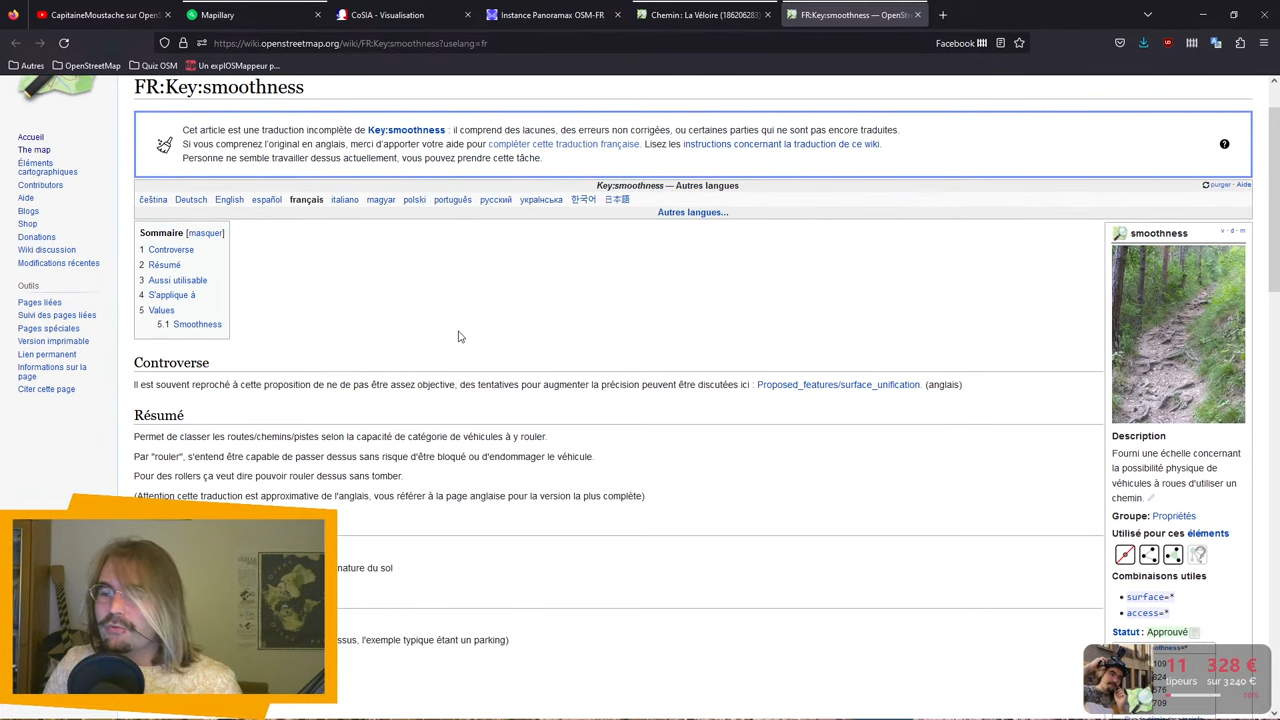 CapitaineMoustache sur OpenS
Mapillary
CoSIA - Visualisation
Instance Panoramax OSM-FR
Chemin : La Véloire (186206283)
FR:Key:smoothness — OpenStre
https://wiki.openstreetmap.org/wiki/FR:Key:smoothness?uselang=fr
Facebook
Autres
OpenStreetMap
Quiz OSM
Un explOSMappeur p...
FR:Key:smoothness
Cet article est une traduction incomplète de Key:smoothness : il comprend des lacunes, des erreurs non corrigées, ou certaines parties qui ne sont pas encore traduites.
Si vous comprenez l'original en anglais, merci d'apporter votre aide pour compléter cette traduction française. Lisez les instructions concernant la traduction de ce wiki.
Personne ne semble travailler dessus actuellement, vous pouvez prendre cette tâche.
Key:smoothness — Autres langues
purger · Aide
čeština Deutsch English español français italiano magyar polski português русский українська 한국어 日本語
Autres langues...
Accueil
The map
Éléments
cartographiques
Contributors
Aide
Blogs
Shop
Donations
Wiki discussion
Modifications récentes
Outils
Pages liées
Suivi des pages liées
Pages spéciales
Version imprimable
Lien permanent
Informations sur la
page
Citer cette page
Sommaire [masquer]
1 Controverse
2 Résumé
3 Aussi utilisable
4 S'applique à
5 Values
5.1 Smoothness
Controverse
Il est souvent reproché à cette proposition de ne de pas être assez objective, des tentatives pour augmenter la précision peuvent être discutées ici : Proposed_features/surface_unification. (anglais)
Résumé
Permet de classer les routes/chemins/pistes selon la capacité de catégorie de véhicules à y rouler.
Par "rouler", s'entend être capable de passer dessus sans risque d'être bloqué ou d'endommager le véhicule.
Pour des rollers ça veut dire pouvoir rouler dessus sans tomber.
(Attention cette traduction est approximative de l'anglais, vous référer à la page anglaise pour la version la plus complète)
nature du sol
ssus, l'exemple typique étant un parking)
smoothness
v · d · m
Description
Fourni une échelle concernant
la possibilité physique de
véhicules à roues d'utiliser un
chemin.
Groupe: Propriétés
Utilisé pour ces éléments
Combinaisons utiles
• surface=*
• access=*
Statut : Approuvé
oothness=*
109
709
11
tipeurs
328 €
sur 3 240 €
10%